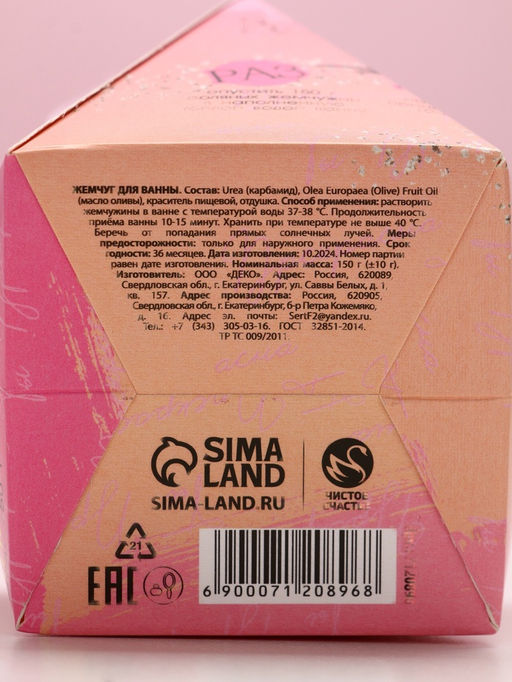 РАЗ
ЖЕМЧУГ ДЛЯ ВАННЫ. Состав: Urea (карбамид), Olea Europaea (Olive) Fruit Oil
(масло оливы), краситель пищевой, отдушка. Способ применения: растворить
жемчужины в ванне с температурой воды 37-38 °C. Продолжительность
приёма ванны 10-15 минут. Хранить при температуре не выше 40 °C.
Беречь от попадания прямых солнечных лучей. Меры
предосторожности: только для наружного применения. Срок
годности: 36 месяцев. Дата изготовления: 10.2024. Номер партии
равен дате изготовления. Номинальная масса: 150 г (±10 г).
Изготовитель: ООО «ДЕКО». Адрес: Россия, 620089
Свердловская обл., г. Екатеринбург, ул. Саввы Белых, д. 1,
кв. 157. Адрес производства: Россия, 620905,
Свердловская обл., г. Екатеринбург, б-р Петра Кожемяко,
д. 16. Адрес эл. почты: SertF2@yandex.ru.
Тел.: +7 (343) 305-03-16. ГОСТ 32851-2014.
ТР ТС 009/2011.
SIMA
LAND
SIMA-LAND.RU
ЧИСТОЕ
СЧАСТЬЕ
21
EAC
6 900071 208968